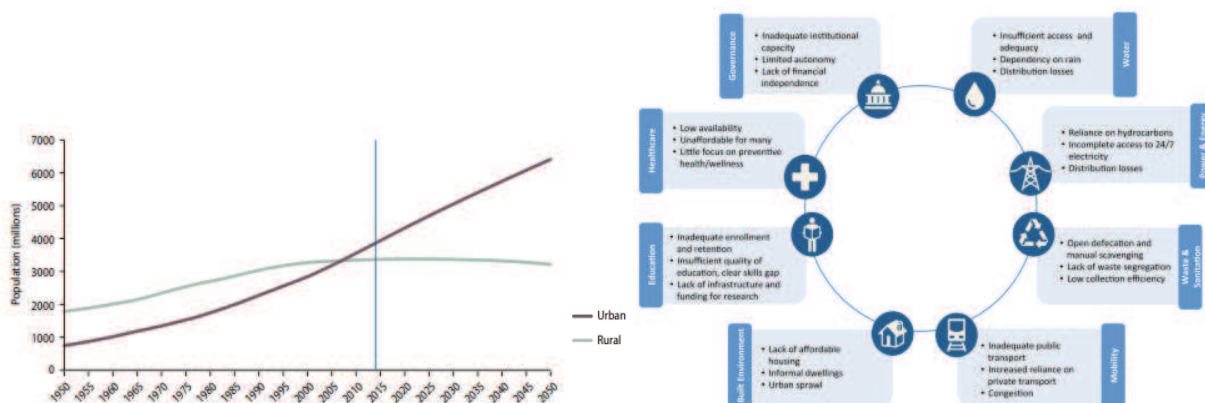 Population (millions)
7000
6000
5000
4000
3000
2000
1000
0
1950
1955
1960
1965
1970
1975
1980
1985
1990
1995
2000
2005
2010
2015
2020
2025
2030
2035
2040
2045
2050
Urban
Rural
Governance
• Inadequate institutional
capacity
• Limited autonomy
• Lack of financial
independence
Water
• Insufficient access and
adequacy
• Dependency on rain
• Distribution losses
Healthcare
• Low availability
• Unaffordable for many
• Little focus on preventive
health/wellness
Power & Energy
• Reliance on hydrocarbons
• Incomplete access to 24/7
electricity
• Distribution losses
Education
• Inadequate enrollment
and retention
• Insufficient quality of
education, clear skills gap
• Lack of infrastructure and
funding for research
Waste &
Sanitation
• Open defecation and
manual scavenging
• Lack of waste segregation
• Low collection efficiency
Built Environment
• Lack of affordable
housing
• Informal dwellings
• Urban sprawl
Mobility
• Inadequate public
transport
• Increased reliance on
private transport
• Congestion